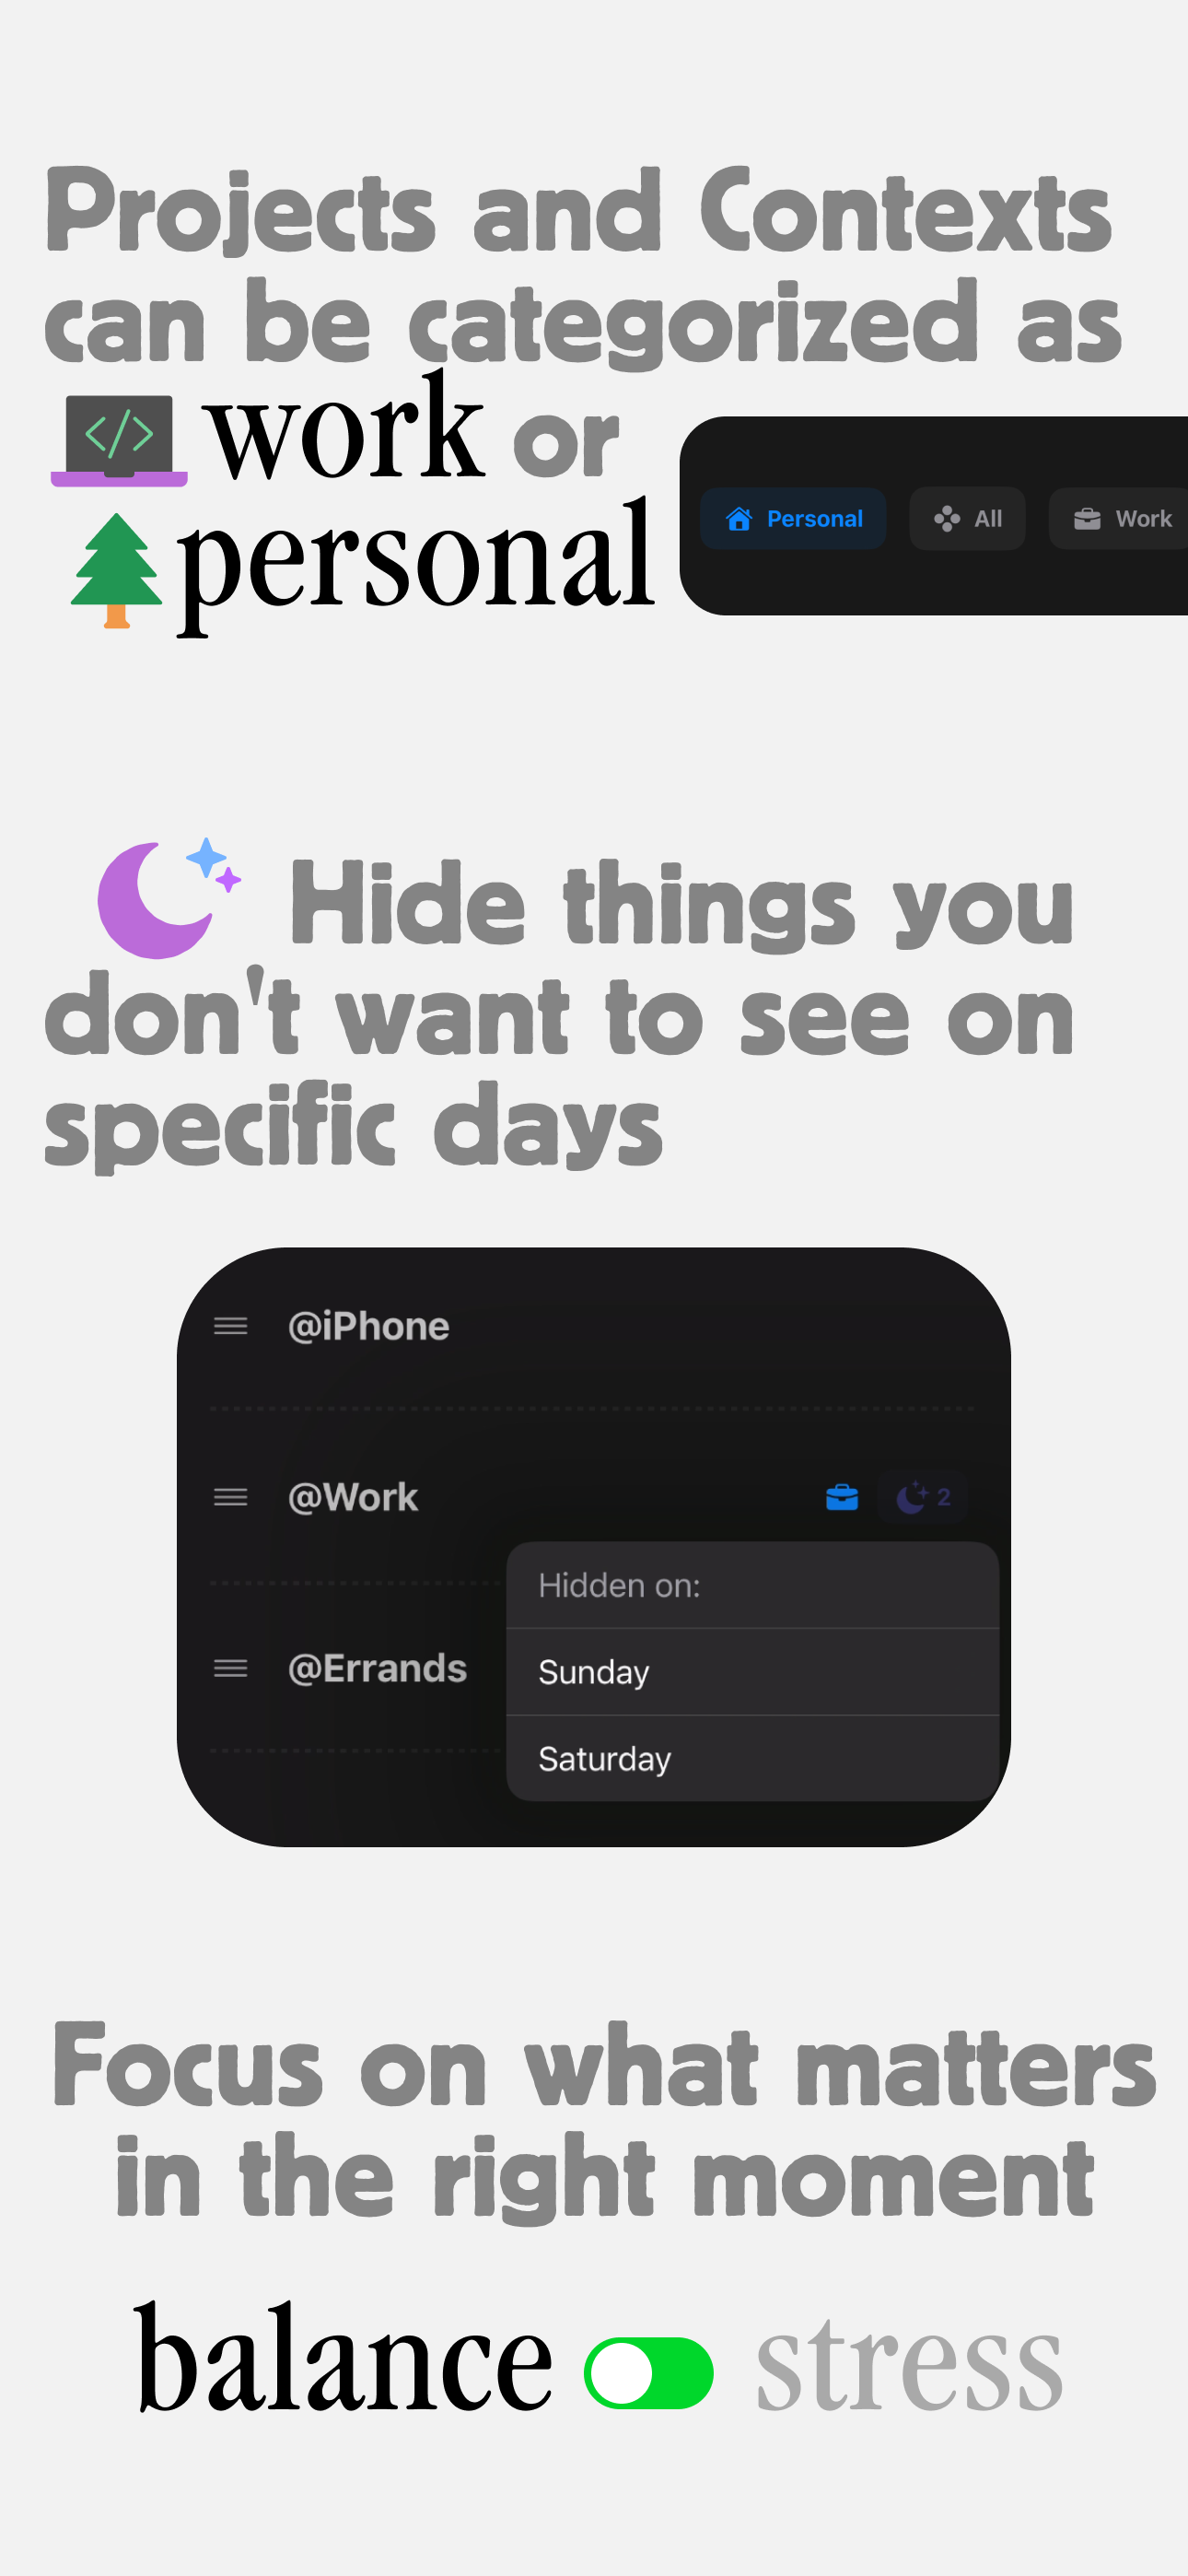 Projects and Contexts
can be categorized as
work or
personal
Personal All Work
Hide things you
don't want to see on
specific days
@iPhone
@Work 2
Hidden on:
Sunday
@Errands
Saturday
Focus on what matters
in the right moment
balance stress